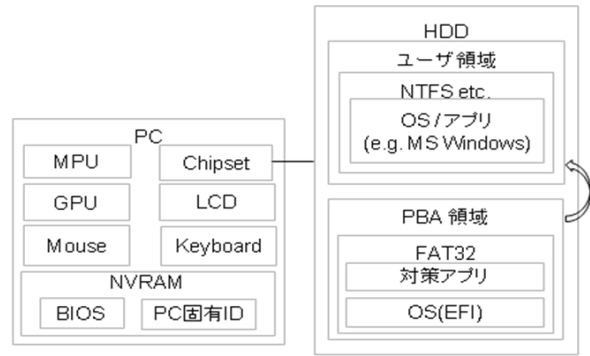 HDD
ユーザ領域
NTFS etc.
OS/アプリ
(e.g. MS Windows)
PC
MPU
Chipset
GPU
LCD
Mouse
Keyboard
NVRAM
BIOS
PC固有ID
PBA 領域
FAT32
対策アプリ
OS(EFI)